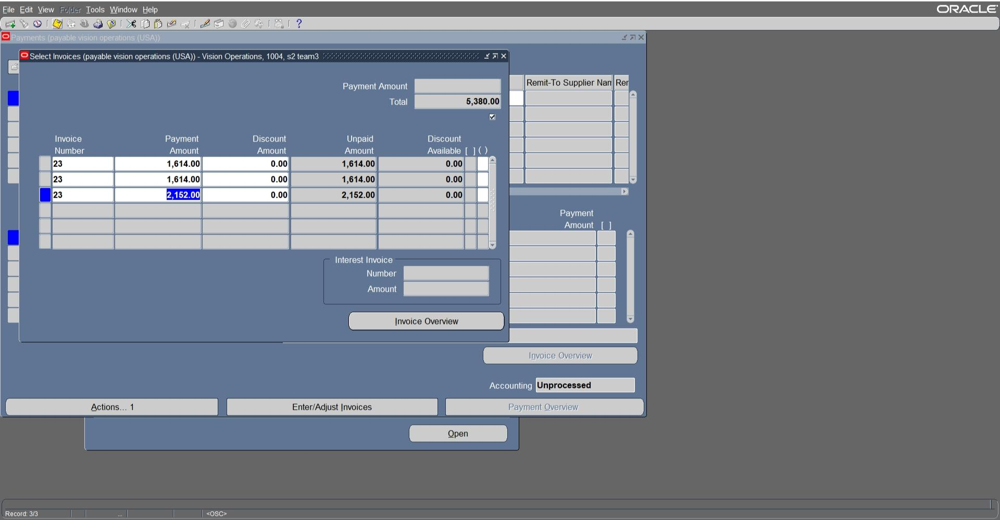 File Edit View Folder Tools Window Help
ORACLE
Payments (payable vision operations (USA))
Select Invoices (payable vision operations (USA)) - Vision Operations, 1004, s2 team3
Payment Amount
Total 5,380.00
Remit-To Supplier Nam Rer
Invoice Number Payment Amount Discount Amount Unpaid Amount Discount Available [ ] ( )
23 1,614.00 0.00 1,614.00 0.00
23 1,614.00 0.00 1,614.00 0.00
23 2,152.00 0.00 2,152.00 0.00
Payment
Amount [ ]
Interest Invoice
Number
Amount
Invoice Overview
Invoice Overview
Accounting Unprocessed
Actions... 1 Enter/Adjust Invoices Payment Overview
Open
Record: 3/3 ... <OSC>